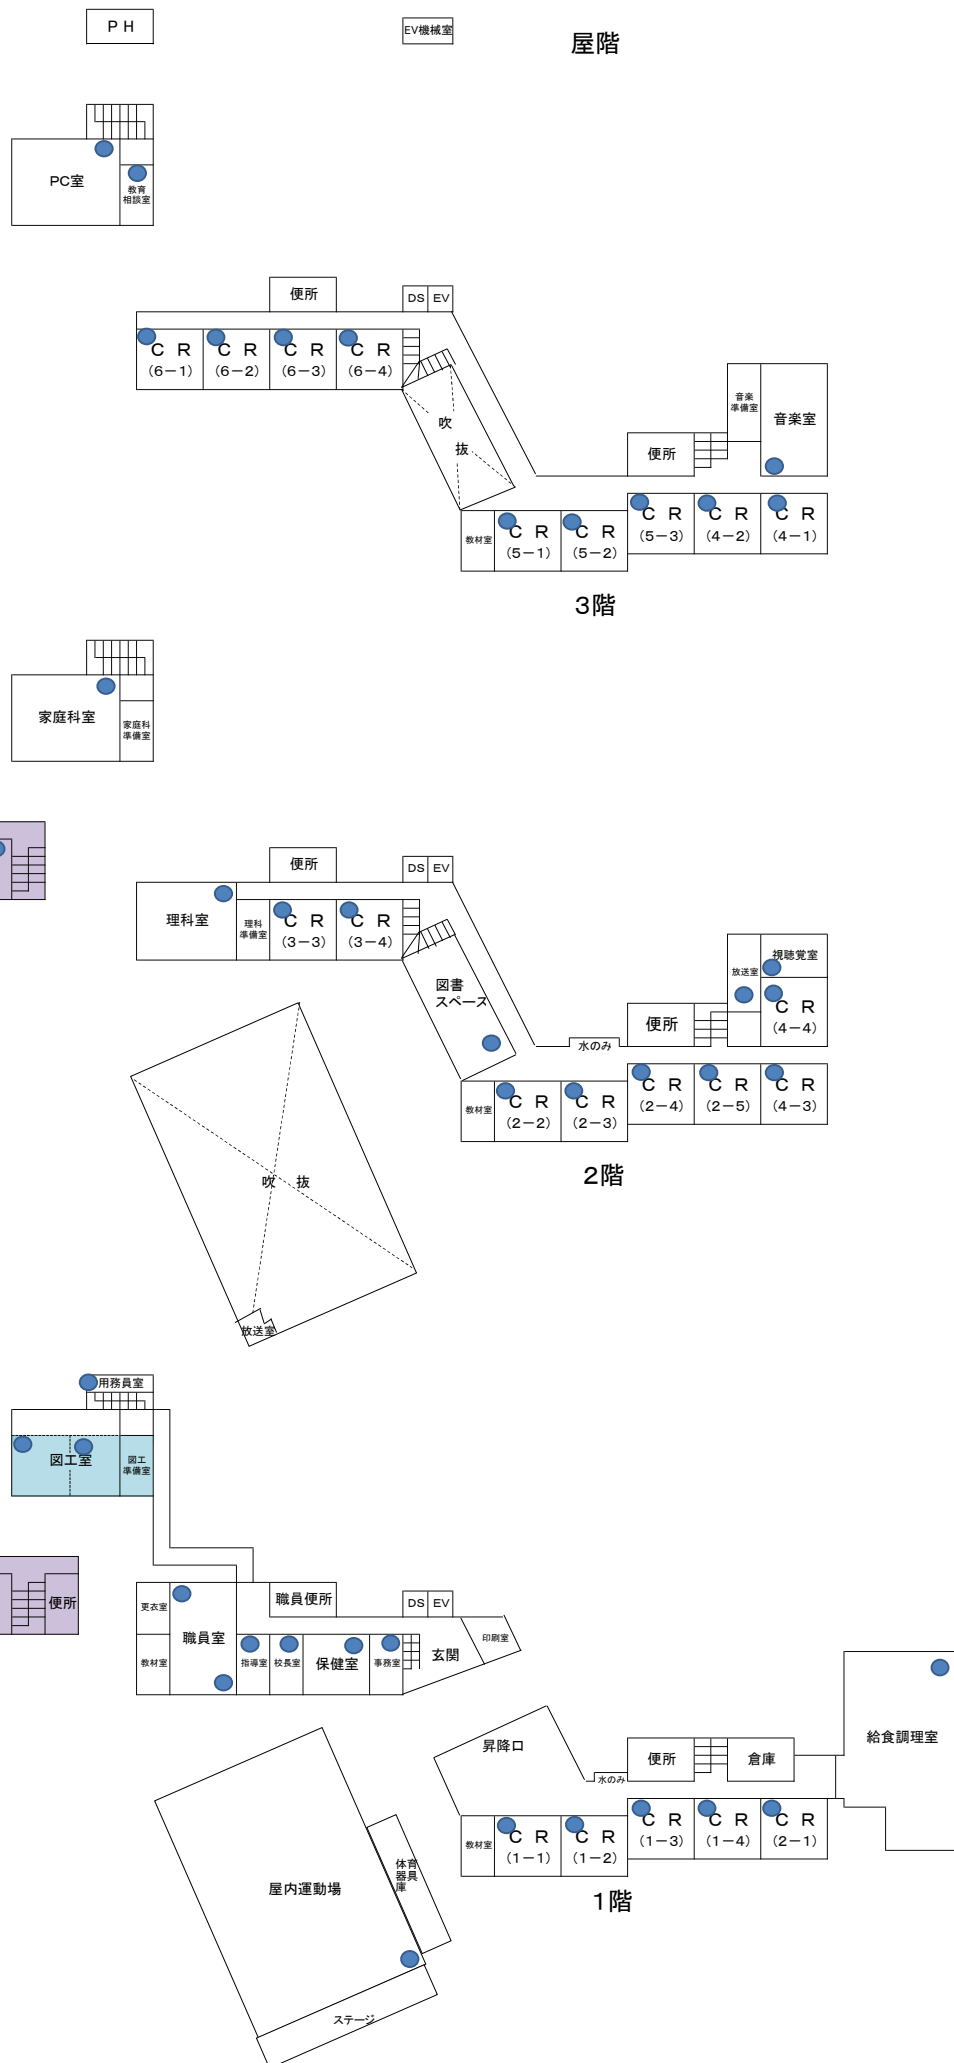 ＰＨ
EV機械室
屋階
PC室
教育
相談室
便所
DS
EV
ＣＲ
(6－1)
ＣＲ
(6－2)
ＣＲ
(6－3)
ＣＲ
(6－4)
吹
抜
音楽
準備室
音楽室
便所
教材室
ＣＲ
(5－1)
ＣＲ
(5－2)
ＣＲ
(5－3)
ＣＲ
(4－2)
ＣＲ
(4－1)
3階
家庭科室
家庭科
準備室
便所
DS
EV
理科室
理科
準備室
ＣＲ
(3－3)
ＣＲ
(3－4)
図書
スペース
放送室
視聴覚室
ＣＲ
(4－4)
便所
水のみ
教材室
ＣＲ
(2－2)
ＣＲ
(2－3)
ＣＲ
(2－4)
ＣＲ
(2－5)
ＣＲ
(4－3)
2階
吹　抜
放送室
用務員室
図工室
図工
準備室
便所
更衣室
職員室
教材室
職員便所
DS
EV
指導室
校長室
保健室
事務室
玄関
印刷室
昇降口
水のみ
便所
倉庫
給食調理室
教材室
ＣＲ
(1－1)
ＣＲ
(1－2)
ＣＲ
(1－3)
ＣＲ
(1－4)
ＣＲ
(2－1)
1階
屋内運動場
体育
器具
庫
ステージ